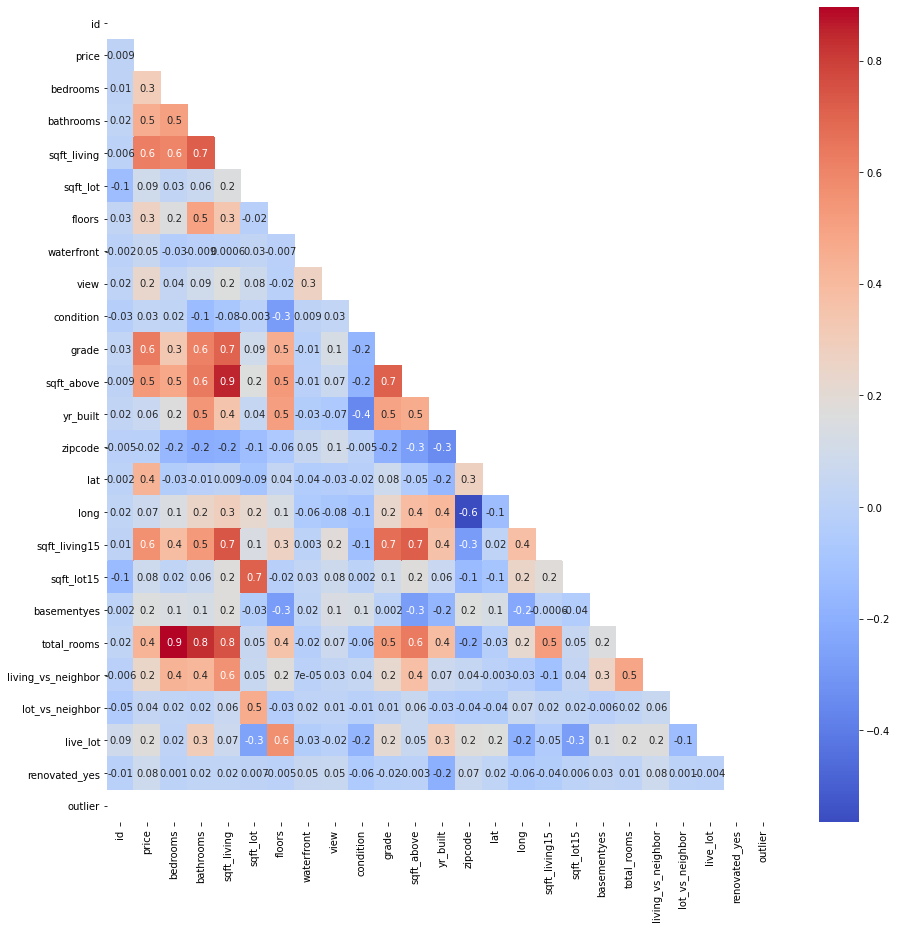 id
price -0.009
bedrooms 0.01 0.3
bathrooms 0.02 0.5 0.5
sqft_living -0.006 0.6 0.6 0.7
sqft_lot -0.1 0.09 0.03 0.06 0.2
floors 0.03 0.3 0.2 0.5 0.3 -0.02
waterfront -0.002 0.05 -0.03 -0.009 0.0006 0.03 -0.007
view 0.02 0.2 0.04 0.09 0.2 0.08 -0.02 0.3
condition -0.03 0.03 0.02 -0.1 -0.08 -0.003 -0.3 0.009 0.03
grade 0.03 0.6 0.3 0.6 0.7 0.09 0.5 -0.01 0.1 -0.2
sqft_above -0.009 0.5 0.5 0.6 0.9 0.2 0.5 -0.01 0.07 -0.2 0.7
yr_built 0.02 0.06 0.2 0.5 0.4 0.04 0.5 -0.03 -0.07 -0.4 0.5 0.5
zipcode -0.005 -0.02 -0.2 -0.2 -0.2 -0.1 -0.06 0.05 0.1 -0.005 -0.2 -0.3 -0.3
lat -0.002 0.4 -0.03 -0.01 0.009 -0.09 0.04 -0.04 -0.03 -0.02 0.08 -0.05 -0.2 0.3
long 0.02 0.07 0.1 0.2 0.3 0.2 0.1 -0.06 -0.08 -0.1 0.2 0.4 0.4 -0.6 -0.1
sqft_living15 0.01 0.6 0.4 0.5 0.7 0.1 0.3 0.003 0.2 -0.1 0.7 0.7 0.4 -0.3 0.02 0.4
sqft_lot15 -0.1 0.08 0.02 0.06 0.2 0.7 -0.02 0.03 0.08 0.002 0.1 0.2 0.06 -0.1 -0.1 0.2 0.2
basementyes -0.002 0.2 0.1 0.1 0.2 -0.03 -0.3 0.02 0.1 0.1 0.002 -0.3 -0.2 0.2 0.1 -0.2 -0.0006 -0.04
total_rooms 0.02 0.4 0.9 0.8 0.8 0.05 0.4 -0.02 0.07 -0.06 0.5 0.6 0.4 -0.2 -0.03 0.2 0.5 0.05 0.2
living_vs_neighbor -0.006 0.2 0.4 0.4 0.6 0.05 0.2 7e-05 0.03 0.04 0.2 0.4 0.07 0.04 -0.003 -0.03 -0.1 0.04 0.3 0.5
lot_vs_neighbor -0.05 0.04 0.02 0.02 0.06 0.5 -0.03 0.02 0.01 -0.01 0.01 0.06 -0.03 -0.04 -0.04 0.07 0.02 0.02 -0.006 0.02 0.06
live_lot 0.09 0.2 0.02 0.3 0.07 -0.3 0.6 -0.03 -0.02 -0.2 0.2 0.05 0.3 0.2 0.2 -0.2 -0.05 -0.3 0.1 0.2 0.2 -0.1
renovated_yes -0.01 0.08 0.001 0.02 0.02 0.007 -0.005 0.05 0.05 -0.06 -0.02 -0.003 -0.2 0.07 0.02 -0.06 -0.04 0.006 0.03 0.01 0.08 0.001 -0.004
outlier
id price bedrooms bathrooms sqft_living sqft_lot floors waterfront view condition grade sqft_above yr_built zipcode lat long sqft_living15 sqft_lot15 basementyes total_rooms living_vs_neighbor lot_vs_neighbor live_lot renovated_yes outlier
0.8
0.6
0.4
0.2
0.0
-0.2
-0.4